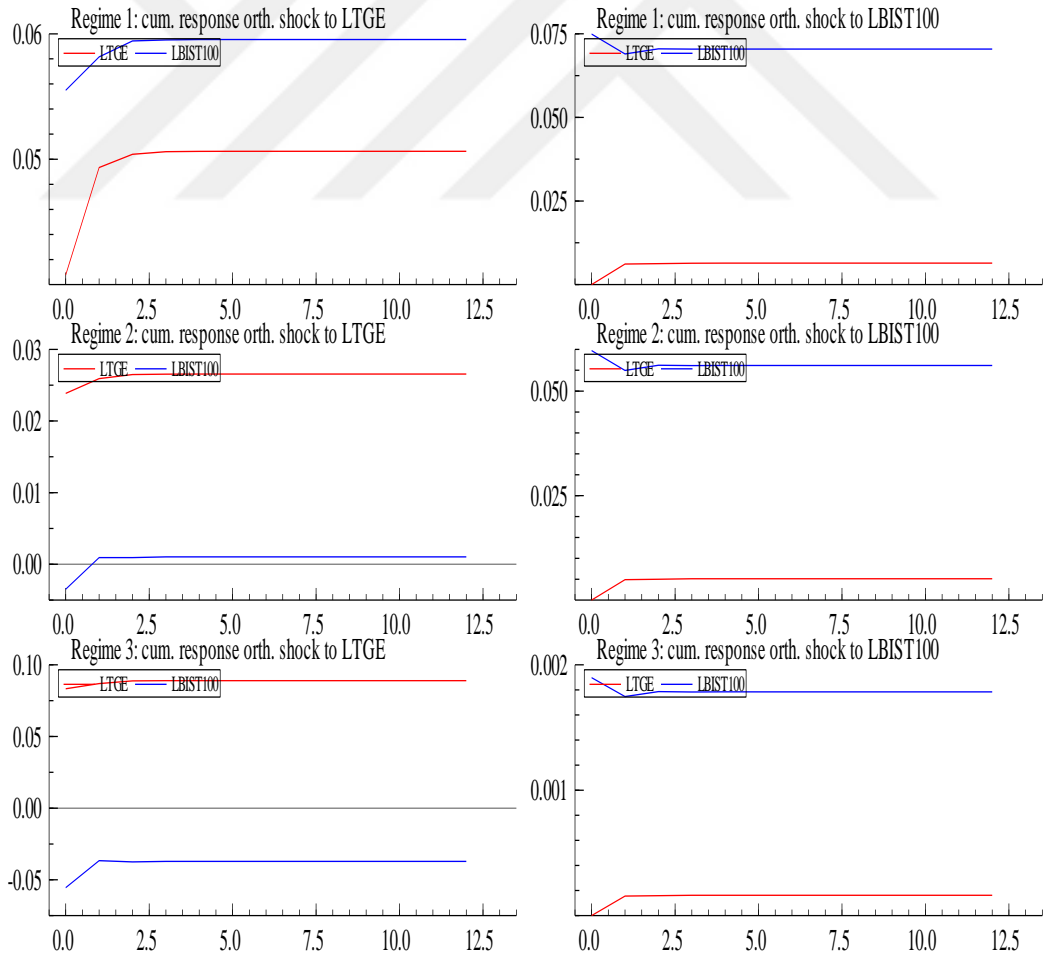 Regime 1: cum. response orth. shock to LTGE
LTGE LBIST100
0.06
0.05
0.0 2.5 5.0 7.5 10.0 12.5
Regime 1: cum. response orth. shock to LBIST100
LTGE LBIST100
0.075
0.050
0.025
0.0 2.5 5.0 7.5 10.0 12.5
Regime 2: cum. response orth. shock to LTGE
LTGE LBIST100
0.03
0.02
0.01
0.00
0.0 2.5 5.0 7.5 10.0 12.5
Regime 2: cum. response orth. shock to LBIST100
LTGE LBIST100
0.050
0.025
0.0 2.5 5.0 7.5 10.0 12.5
Regime 3: cum. response orth. shock to LTGE
LTGE LBIST100
0.10
0.05
0.00
-0.05
0.0 2.5 5.0 7.5 10.0 12.5
Regime 3: cum. response orth. shock to LBIST100
LTGE LBIST100
0.002
0.001
0.0 2.5 5.0 7.5 10.0 12.5